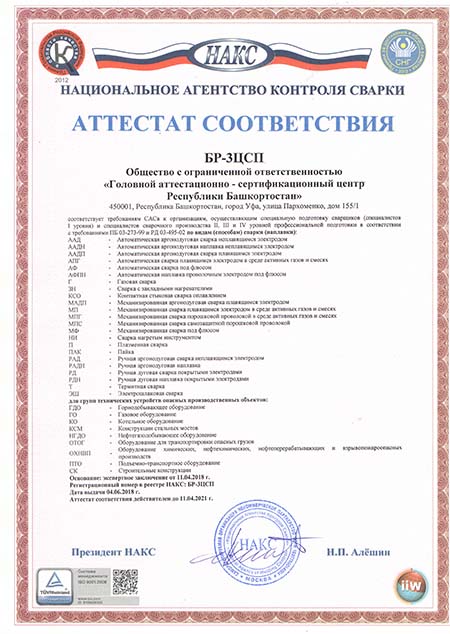 2012
НАКС
СНГ
НАЦИОНАЛЬНОЕ АГЕНТСТВО КОНТРОЛЯ СВАРКИ
АТТЕСТАТ СООТВЕТСТВИЯ
БР-3ЦСП
Общество с ограниченной ответственностью
«Головной аттестационно - сертификационный центр
Республики Башкортостан»
450001, Республика Башкортостан, город Уфа, улица Пархоменко, дом 155/1
соответствует требованиям САСв к организациям, осуществляющим специальную подготовку сварщиков (специалистов
I уровня) и специалистов сварочного производства II, III и IV уровней профессиональной подготовки в соответствии
с требованиями ПБ 03-273-99 и РД 03-495-02 по видам (способам) сварки (наплавки):
ААД - Автоматическая аргонодуговая сварка неплавящимся электродом
ААДН - Автоматическая аргонодуговая наплавка неплавящимся электродом
ААДП - Автоматическая аргонодуговая сварка плавящимся электродом
АПГ - Автоматическая сварка плавящимся электродом в среде активных газов и смесях
АФ - Автоматическая сварка под флюсом
АФПН - Автоматическая наплавка проволочным электродом под флюсом
Г - Газовая сварка
ЗН - Сварка с закладными нагревателями
КСО - Контактная стыковая сварка оплавлением
МАДП - Механизированная аргонодуговая сварка плавящимся электродом
МП - Механизированная сварка плавящимся электродом в среде активных газов и смесях
МПГ - Механизированная сварка порошковой проволокой в среде активных газов и смесях
МПС - Механизированная сварка самозащитной порошковой проволокой
МФ - Механизированная сварка под флюсом
НИ - Сварка нагретым инструментом
П - Плазменная сварка
ПАК - Пайка
РАД - Ручная аргонодуговая сварка неплавящимся электродом
РАДН - Ручная аргонодуговая наплавка
РД - Ручная дуговая сварка покрытыми электродами
РДН - Ручная дуговая наплавка покрытыми электродами
Т - Термитная сварка
ЭШ - Электрошлаковая сварка
для групп технических устройств опасных производственных объектов:
ГДО - Горнодобывающее оборудование
ГО - Газовое оборудование
КО - Котельное оборудование
КСМ - Конструкции стальных мостов
НГДО - Нефтегазодобывающее оборудование
ОТОГ - Оборудование для транспортировки опасных грузов
ОХНВП - Оборудование химических, нефтехимических, нефтеперерабатывающих и взрывопожароопасных
производств
ПТО - Подъемно-транспортное оборудование
СК - Строительные конструкции
Основание: экспертное заключение от 11.04.2018 г.
Регистрационный номер в реестре НАКС: БР-3ЦСП
Дата выдачи 04.06.2018 г.
Аттестат соответствия действителен до 11.04.2021 г.
Президент НАКС
НАКС
МОСКВА
Н.П. Алёшин
TÜVRheinland
CERTIFIED
Система
менеджмента
ISO 9001:2008
iiw